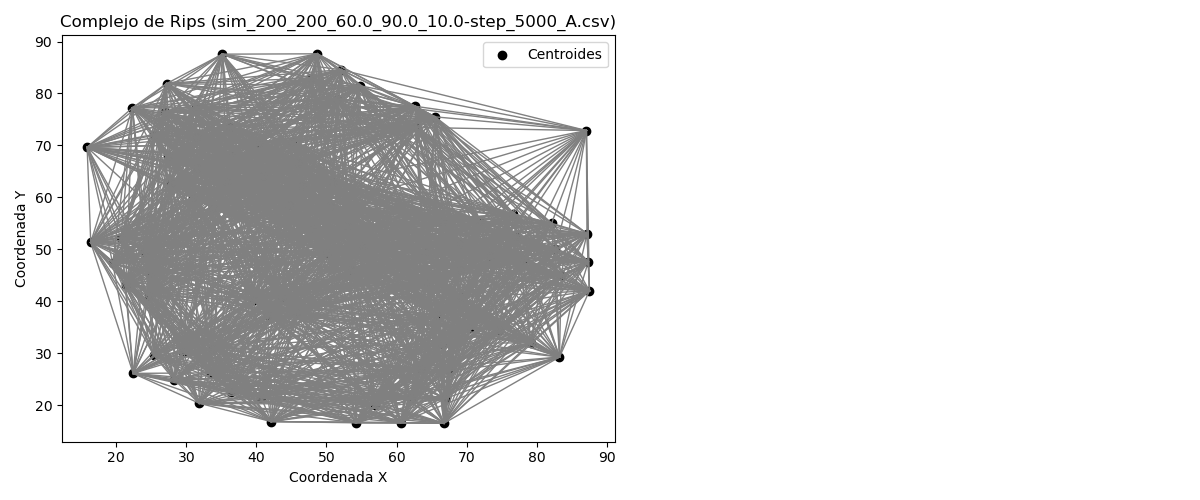 Complejo de Rips (sim_200_200_60.0_90.0_10.0-step_5000_A.csv)
Centroides
90
80
70
60
50
40
30
20
Coordenada Y
20 30 40 50 60 70 80 90
Coordenada X